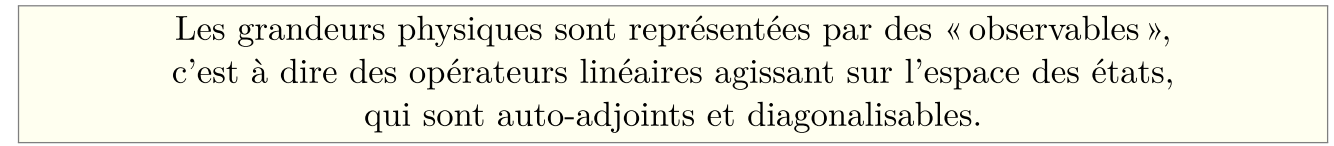 Les grandeurs physiques sont représentées par des « observables »,
c'est à dire des opérateurs linéaires agissant sur l'espace des états,
qui sont auto-adjoints et diagonalisables.